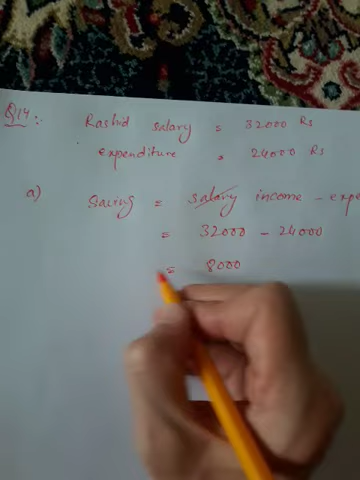 Q14:- Rashid salary = 32000 Rs
expenditure = 24000 Rs
a) Saving = salary income - expe
= 32000 - 24000
= 8000